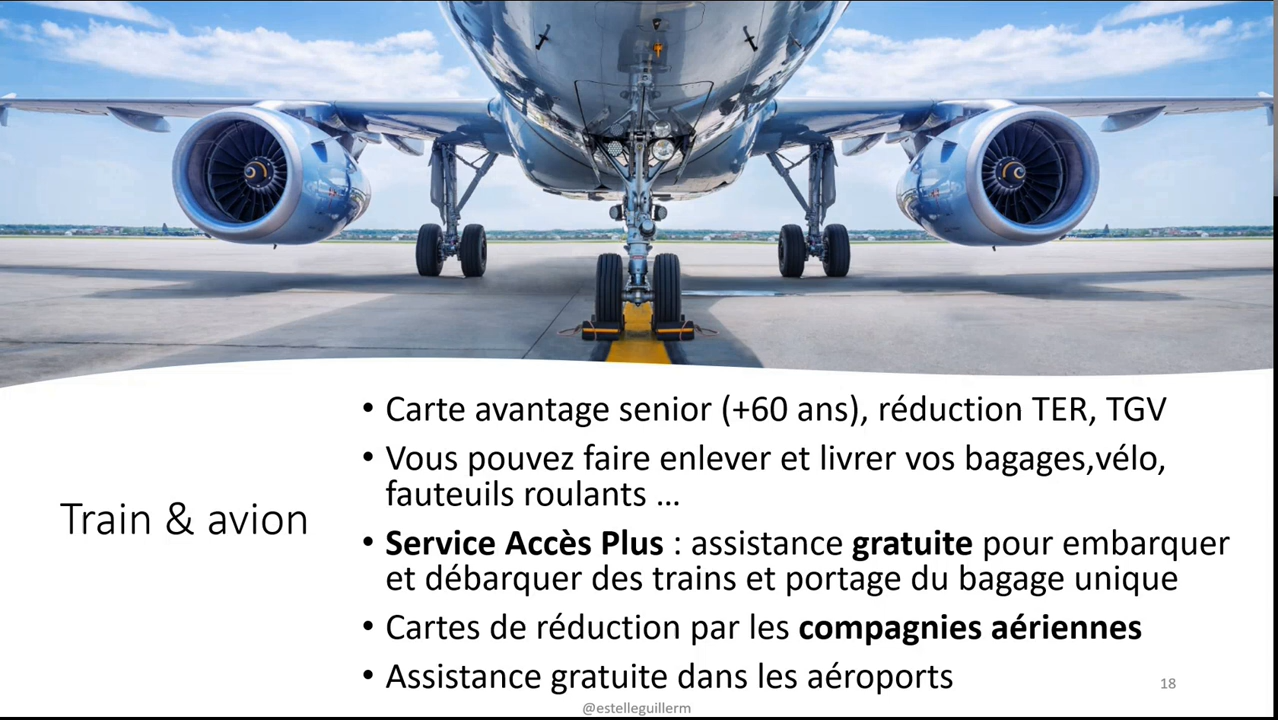 Train & avion
• Carte avantage senior (+60 ans), réduction TER, TGV
• Vous pouvez faire enlever et livrer vos bagages,vélo,
fauteuils roulants ...
• Service Accès Plus : assistance gratuite pour embarquer
et débarquer des trains et portage du bagage unique
• Cartes de réduction par les compagnies aériennes
• Assistance gratuite dans les aéroports
18
@estelleguillerm